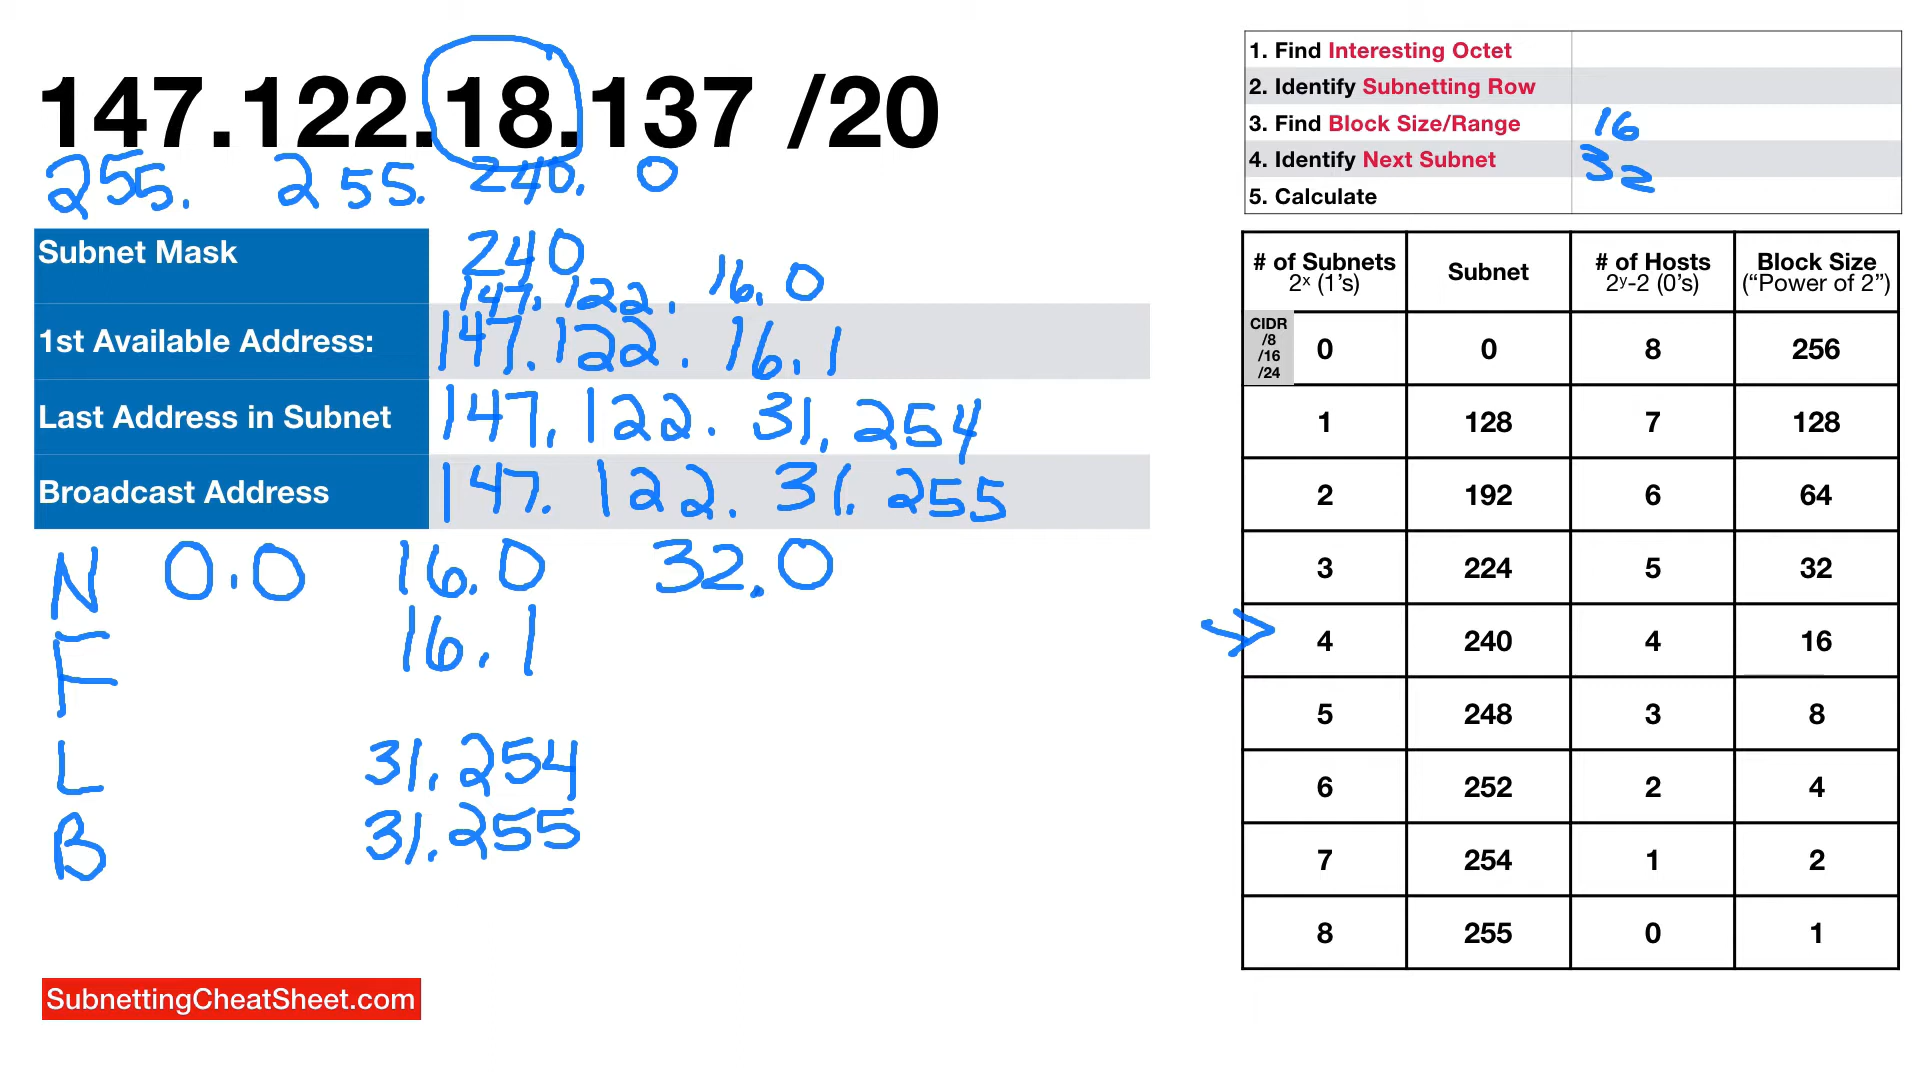 147.122.18.137 /20
255. 255. 240. 0
Subnet Mask 240
147. 122. 16. 0
1st Available Address: 147. 122. 16. 1
Last Address in Subnet 147. 122. 31. 254
Broadcast Address 147. 122. 31. 255
N 0.0 16.0 32.0
F 16.1
L 31.254
B 31.255
SubnettingCheatSheet.com
1. Find Interesting Octet
2. Identify Subnetting Row
3. Find Block Size/Range 16
4. Identify Next Subnet 32
5. Calculate
# of Subnets Subnet # of Hosts Block Size
2ˣ (1's) 2ʸ-2 (0's) ("Power of 2")
CIDR
/8
/16
/24
0 0 8 256
1 128 7 128
2 192 6 64
3 224 5 32
4 240 4 16
5 248 3 8
6 252 2 4
7 254 1 2
8 255 0 1